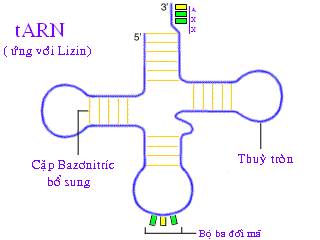 3'
A
X
X
tARN
5'
( ứng với Lizin)
Cặp Bazơnitric
bổ sung
Thuỳ tròn
Bộ ba đối mã